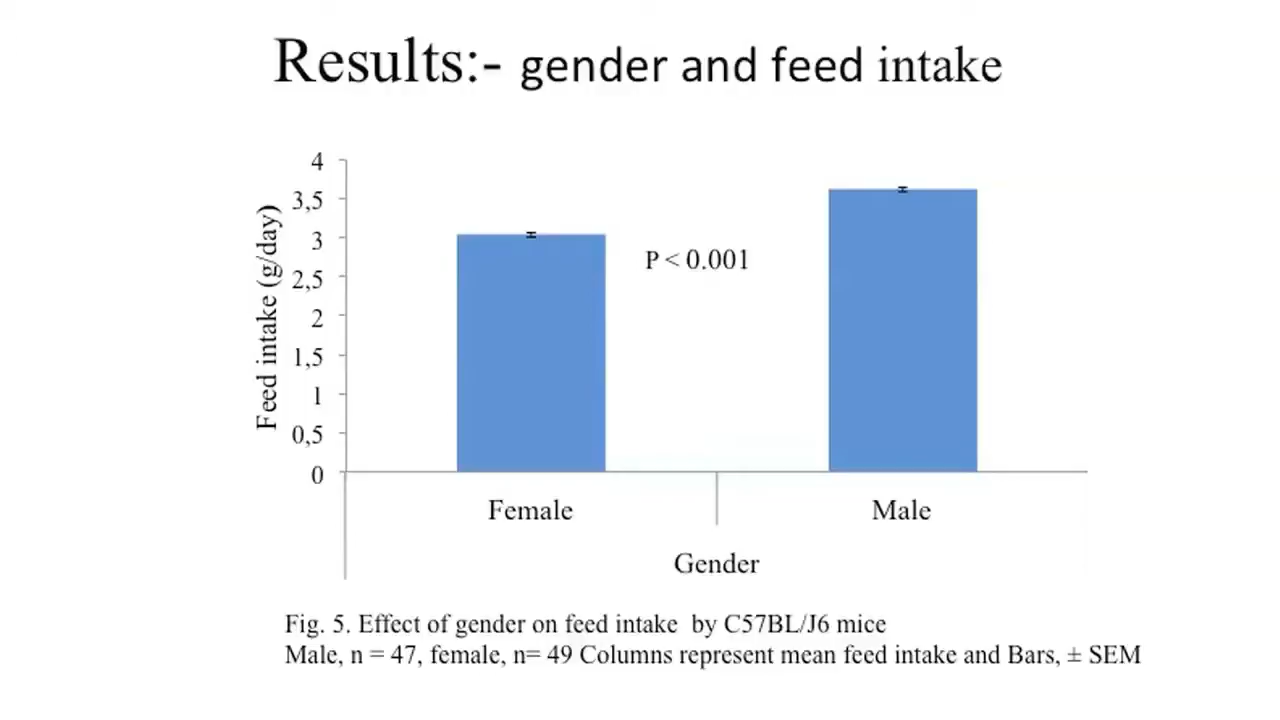 Results:- gender and feed intake
4
3,5
3
2,5
2
1,5
1
0,5
0
Feed intake (g/day)
P < 0.001
Female
Male
Gender
Fig. 5. Effect of gender on feed intake by C57BL/J6 mice
Male, n = 47, female, n= 49 Columns represent mean feed intake and Bars, ± SEM